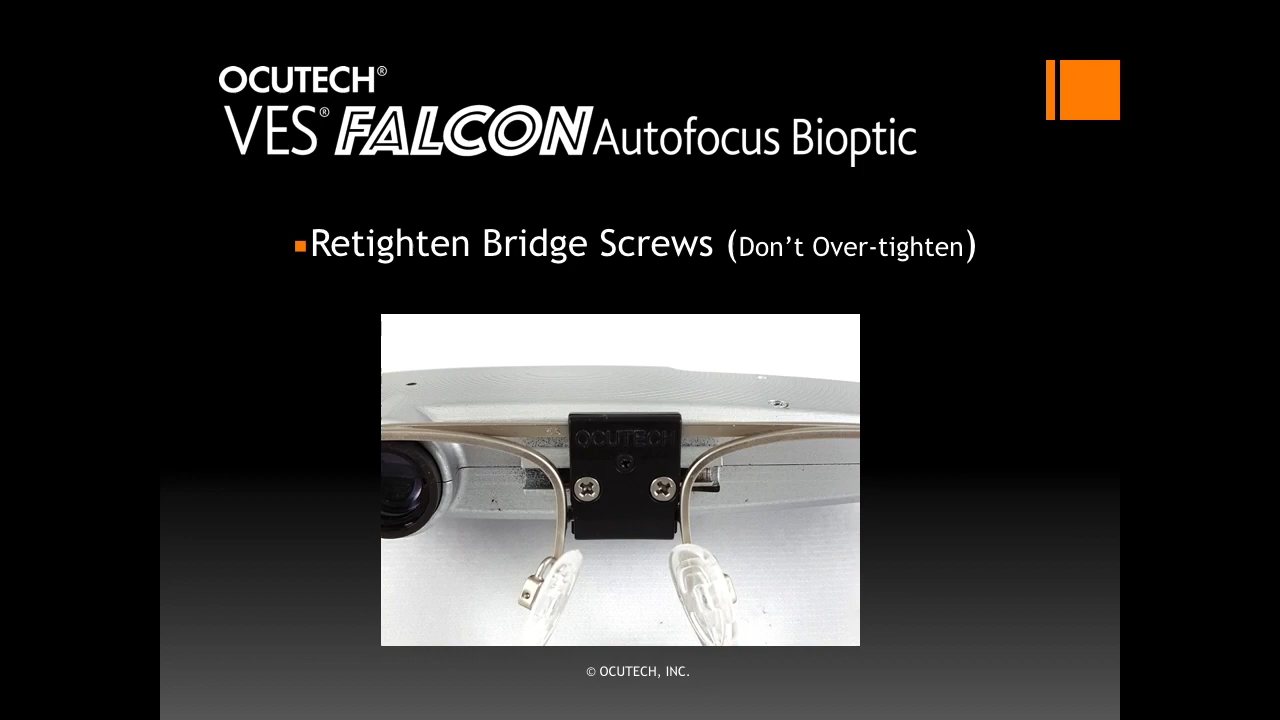 OCUTECH®
VES® FALCON Autofocus Bioptic
Retighten Bridge Screws (Don’t Over-tighten)
OCUTECH
© OCUTECH, INC.